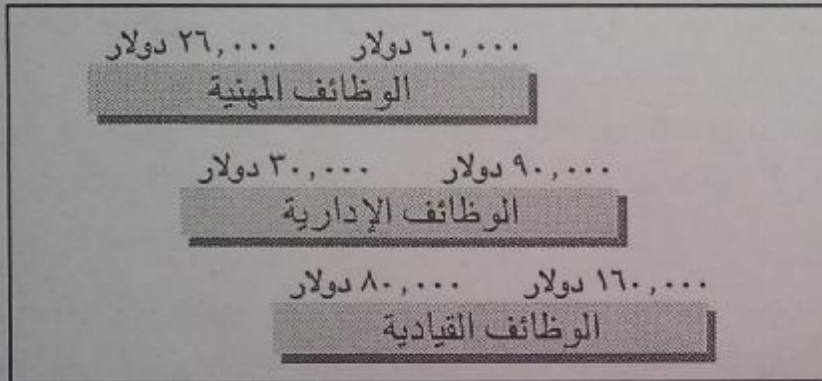 ٦٠,٠٠٠ دولار ٢٦,٠٠٠ دولار
الوظائف المهنية
٩٠,٠٠٠ دولار ٣٠,٠٠٠ دولار
الوظائف الإدارية
١٦٠,٠٠٠ دولار ٨٠,٠٠٠ دولار
الوظائف القيادية